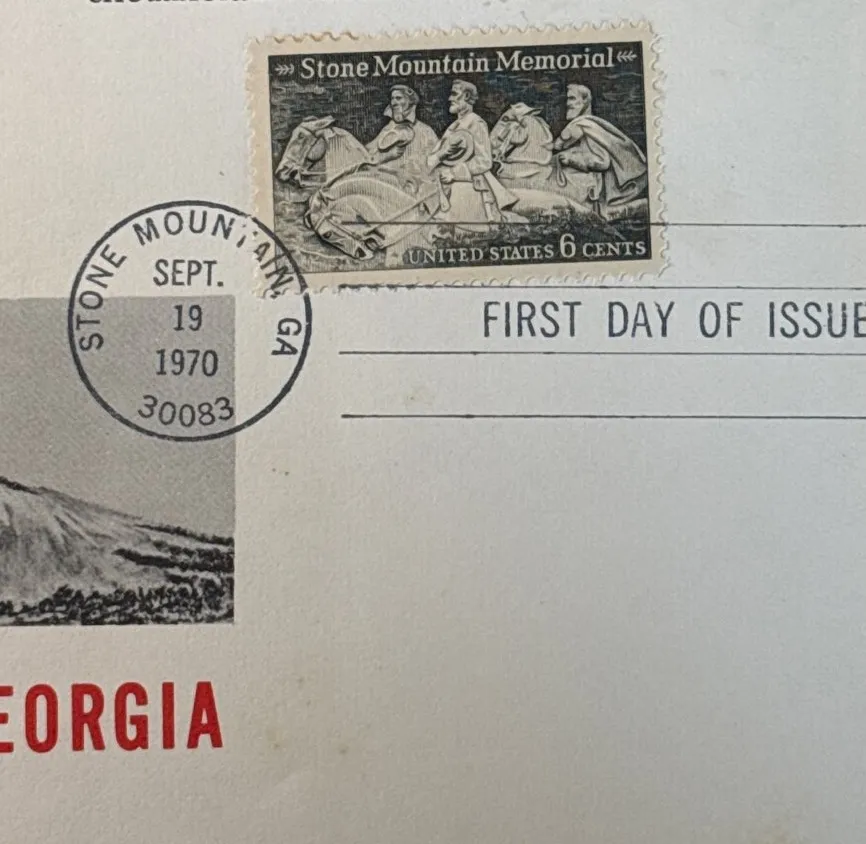 Stone Mountain Memorial
UNITED STATES 6 CENTS
STONE MOUNTAIN, GA
SEPT.
19
1970
30083
FIRST DAY OF ISSUE
EORGIA